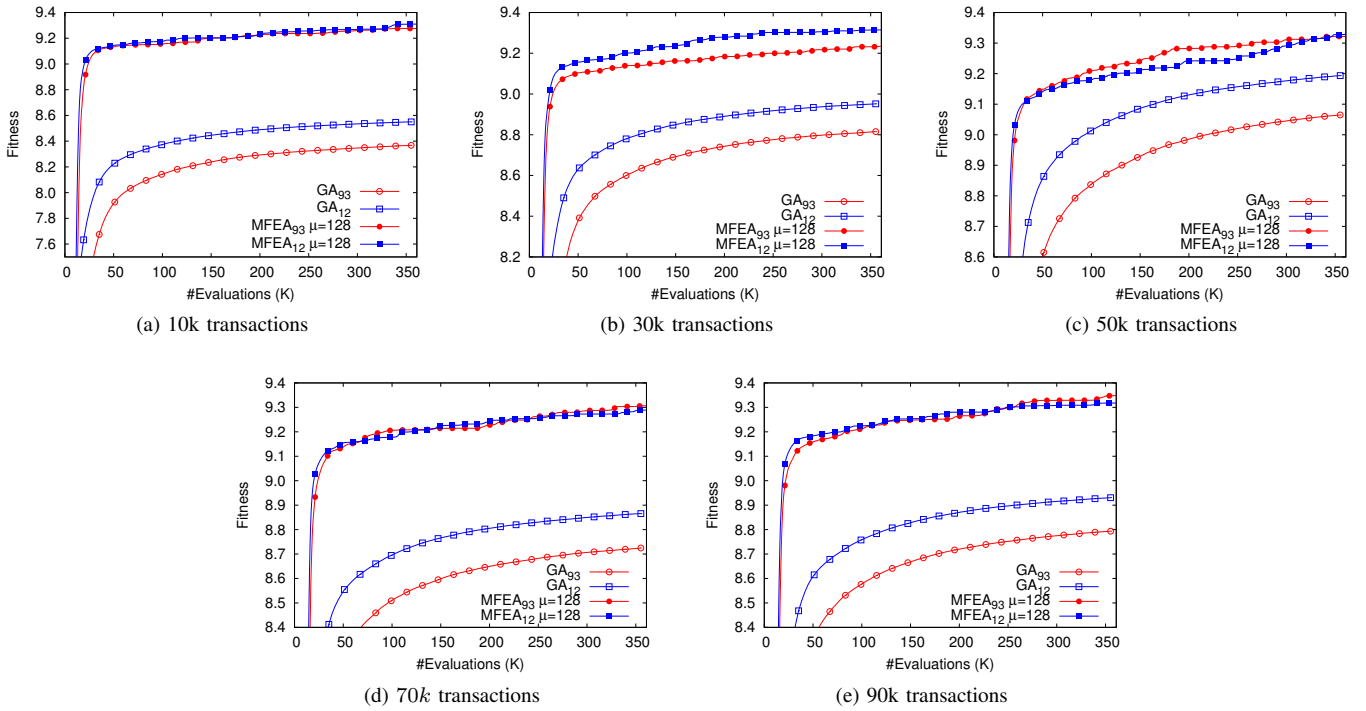 9.4
9.2
9.0
8.8
8.6
8.4
8.2
8.0
7.8
7.6
Fitness
0 50 100 150 200 250 300 350
#Evaluations (K)
GA93
GA12
MFEA93 μ=128
MFEA12 μ=128
(a) 10k transactions
9.4
9.2
9.0
8.8
8.6
8.4
8.2
Fitness
0 50 100 150 200 250 300 350
#Evaluations (K)
GA93
GA12
MFEA93 μ=128
MFEA12 μ=128
(b) 30k transactions
9.4
9.3
9.2
9.1
9.0
8.9
8.8
8.7
8.6
Fitness
0 50 100 150 200 250 300 350
#Evaluations (K)
GA93
GA12
MFEA93 μ=128
MFEA12 μ=128
(c) 50k transactions
9.4
9.3
9.2
9.1
9.0
8.9
8.8
8.7
8.6
8.5
8.4
Fitness
0 50 100 150 200 250 300 350
#Evaluations (K)
GA93
GA12
MFEA93 μ=128
MFEA12 μ=128
(d) 70k transactions
9.4
9.3
9.2
9.1
9.0
8.9
8.8
8.7
8.6
8.5
8.4
Fitness
0 50 100 150 200 250 300 350
#Evaluations (K)
GA93
GA12
MFEA93 μ=128
MFEA12 μ=128
(e) 90k transactions